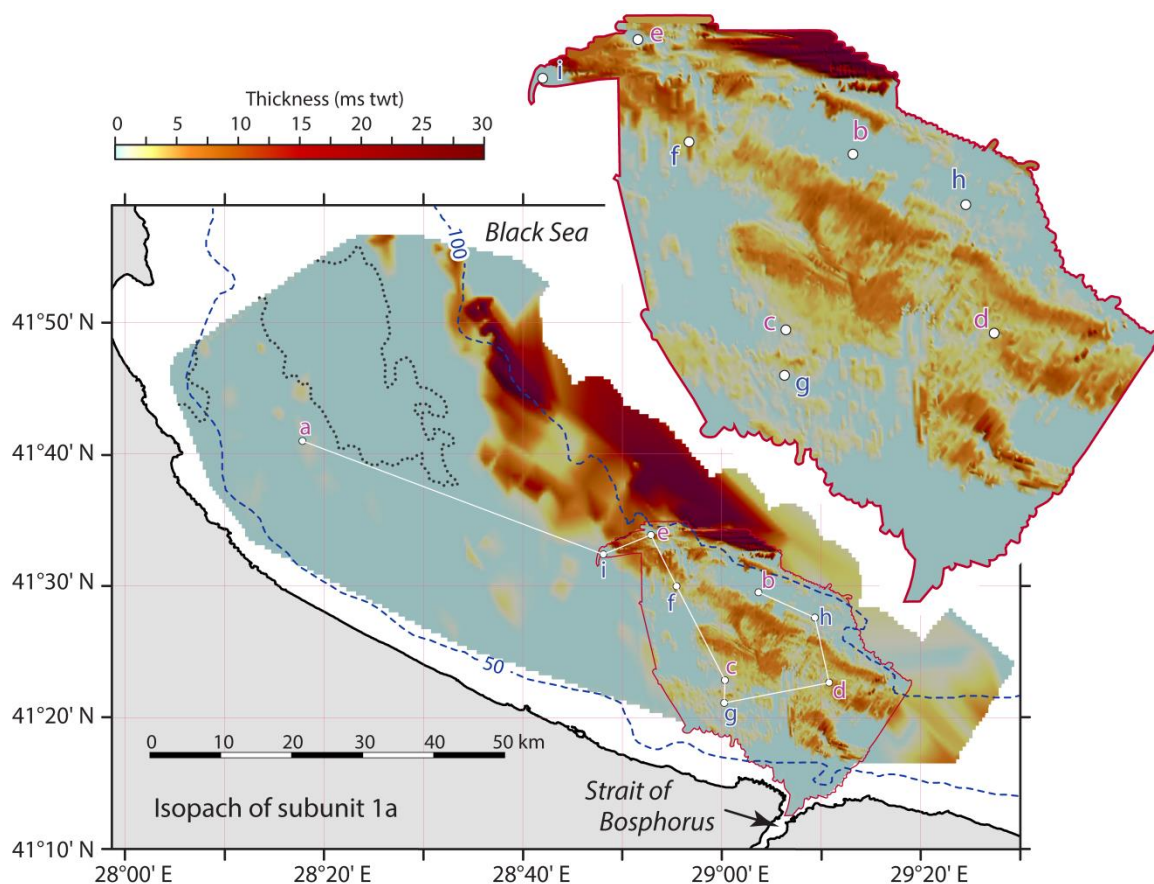 Thickness (ms twt)
0 5 10 15 20 25 30
e
i
b
f
h
c
d
g
Black Sea
100
41°50' N
a
41°40' N
e
i
41°30' N
b
f
h
c
d
50
g
41°20' N
0 10 20 30 40 50 km
Isopach of subunit 1a
Strait of
Bosphorus
41°10' N
28°00' E 28°20' E 28°40' E 29°00' E 29°20' E